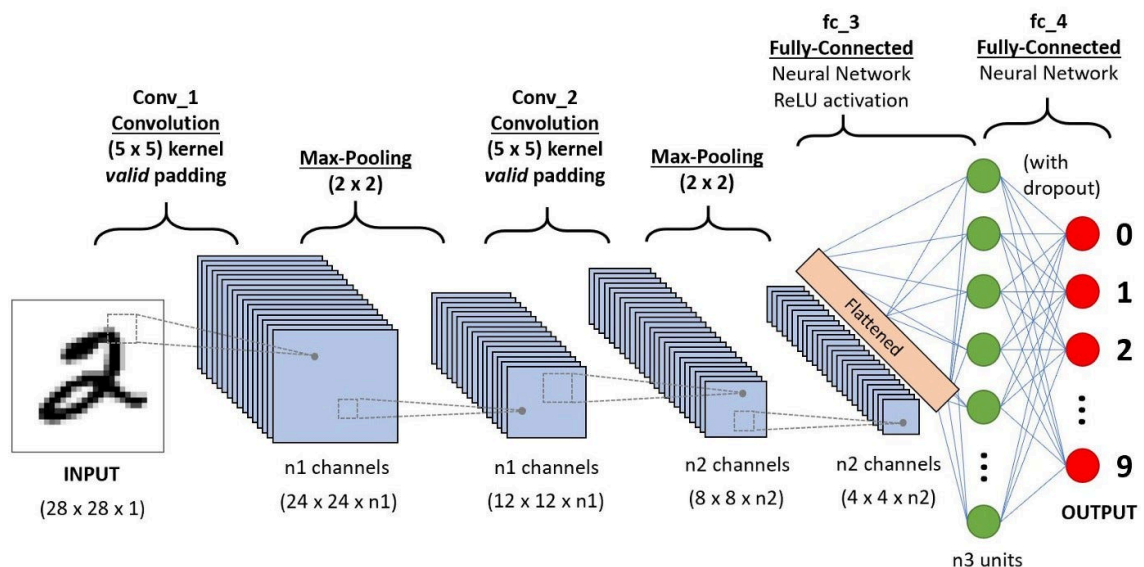 Conv_1
Convolution
(5 x 5) kernel
valid padding
Max-Pooling
(2 x 2)
Conv_2
Convolution
(5 x 5) kernel
valid padding
Max-Pooling
(2 x 2)
fc_3
Fully-Connected
Neural Network
ReLU activation
fc_4
Fully-Connected
Neural Network
(with
dropout)
Flattened
0
1
2
9
OUTPUT
INPUT
(28 x 28 x 1)
n1 channels
(24 x 24 x n1)
n1 channels
(12 x 12 x n1)
n2 channels
(8 x 8 x n2)
n2 channels
(4 x 4 x n2)
n3 units